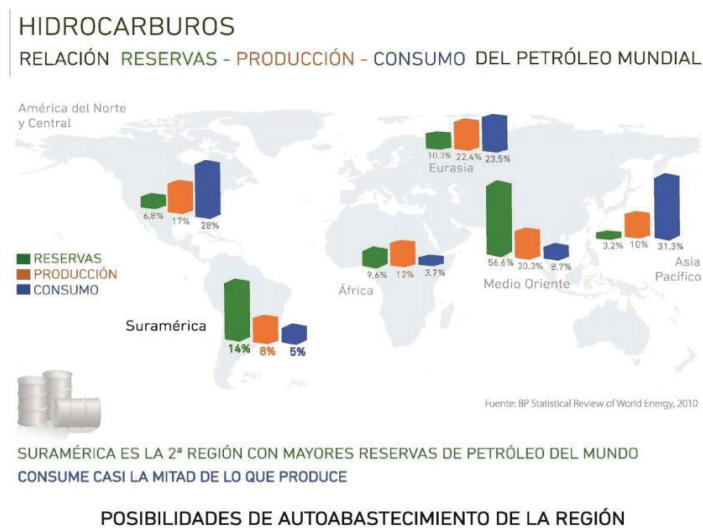 HIDROCARBUROS
RELACIÓN RESERVAS - PRODUCCIÓN - CONSUMO DEL PETRÓLEO MUNDIAL
América del Norte
y Central
6,8% 17% 28%
10,3% 22,4% 23,5%
Eurasia
RESERVAS
PRODUCCIÓN
CONSUMO
9,6% 12% 3,7%
África
56,6% 30,3% 8,7%
Medio Oriente
3,2% 10% 31,3%
Asia
Pacífico
Suramérica
14% 8% 5%
Fuente: BP Statistical Review of World Energy, 2010
SURAMÉRICA ES LA 2ª REGIÓN CON MAYORES RESERVAS DE PETRÓLEO DEL MUNDO
CONSUME CASI LA MITAD DE LO QUE PRODUCE
POSIBILIDADES DE AUTOABASTECIMIENTO DE LA REGIÓN